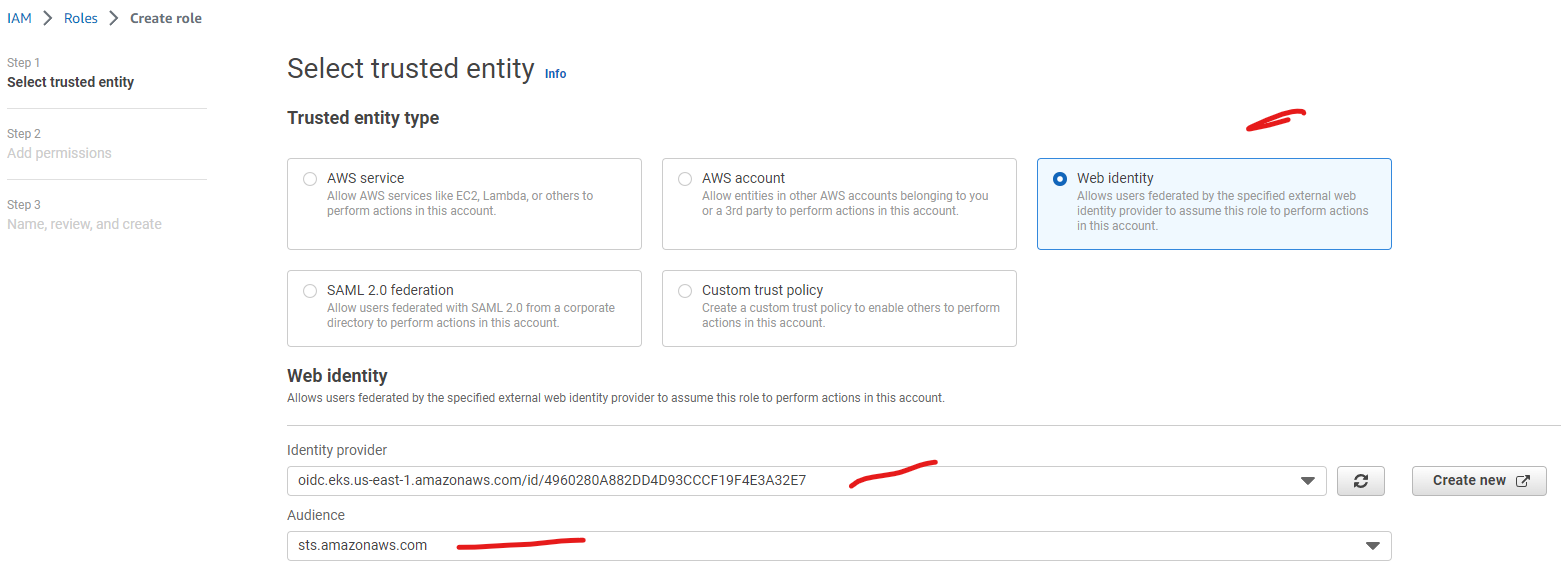 IAM > Roles > Create role
Step 1
Select trusted entity
Step 2
Add permissions
Step 3
Name, review, and create
Select trusted entity Info
Trusted entity type
AWS service
Allow AWS services like EC2, Lambda, or others to
perform actions in this account.
AWS account
Allow entities in other AWS accounts belonging to you
or a 3rd party to perform actions in this account.
Web identity
Allows users federated by the specified external web
identity provider to assume this role to perform actions
in this account.
SAML 2.0 federation
Allow users federated with SAML 2.0 from a corporate
directory to perform actions in this account.
Custom trust policy
Create a custom trust policy to enable others to perform
actions in this account.
Web identity
Allows users federated by the specified external web identity provider to assume this role to perform actions in this account.
Identity provider
oidc.eks.us-east-1.amazonaws.com/id/4960280A882DD4D93CCCF19F4E3A32E7
Create new
Audience
sts.amazonaws.com